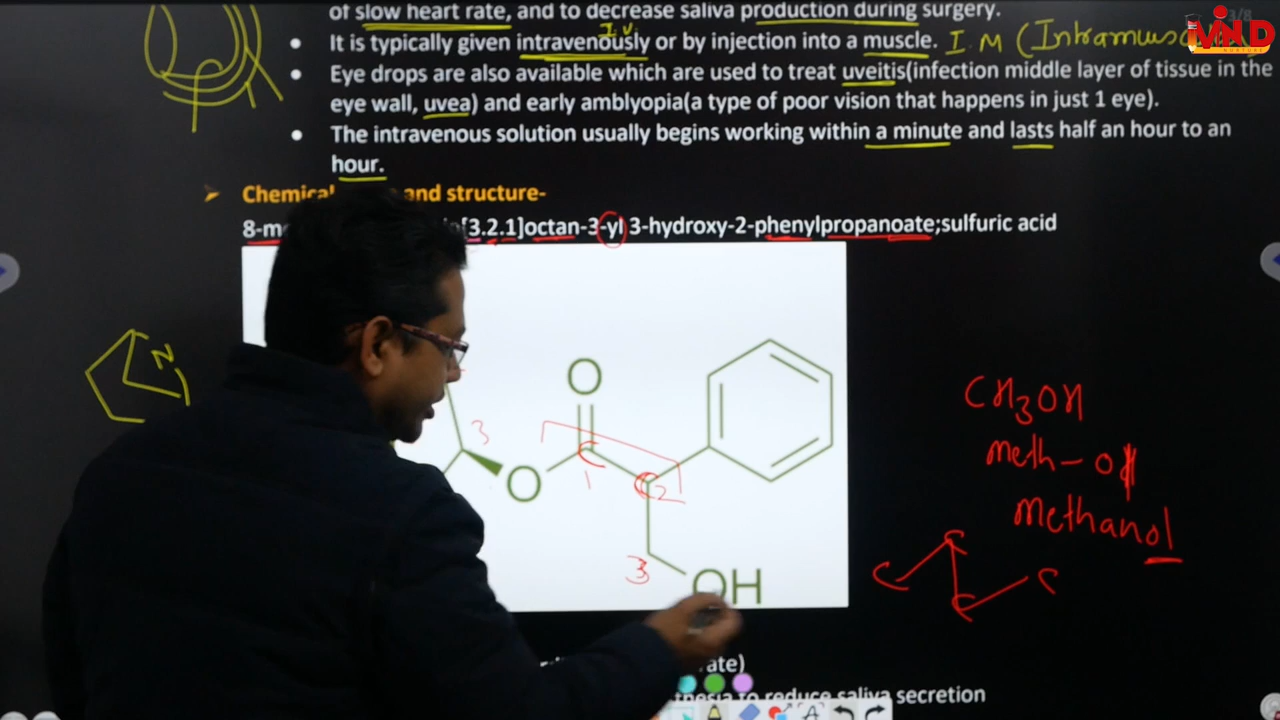 of slow heart rate, and to decrease saliva production during surgery.
I.V
It is typically given intravenously or by injection into a muscle. I.M (Intramus
3/8
MIND
Eye drops are also available which are used to treat uveitis(infection middle layer of tissue in the
eye wall, uvea) and early amblyopia(a type of poor vision that happens in just 1 eye).
The intravenous solution usually begins working within a minute and lasts half an hour to an
hour.
Chemical and structure-
[3.2.1]octan-3-yl 3-hydroxy-2-phenylpropanoate;sulfuric acid
N
O
3
O
1
2
3
OH
CH3OH
meth-ol
Methanol
C C
C C
to reduce saliva secretion